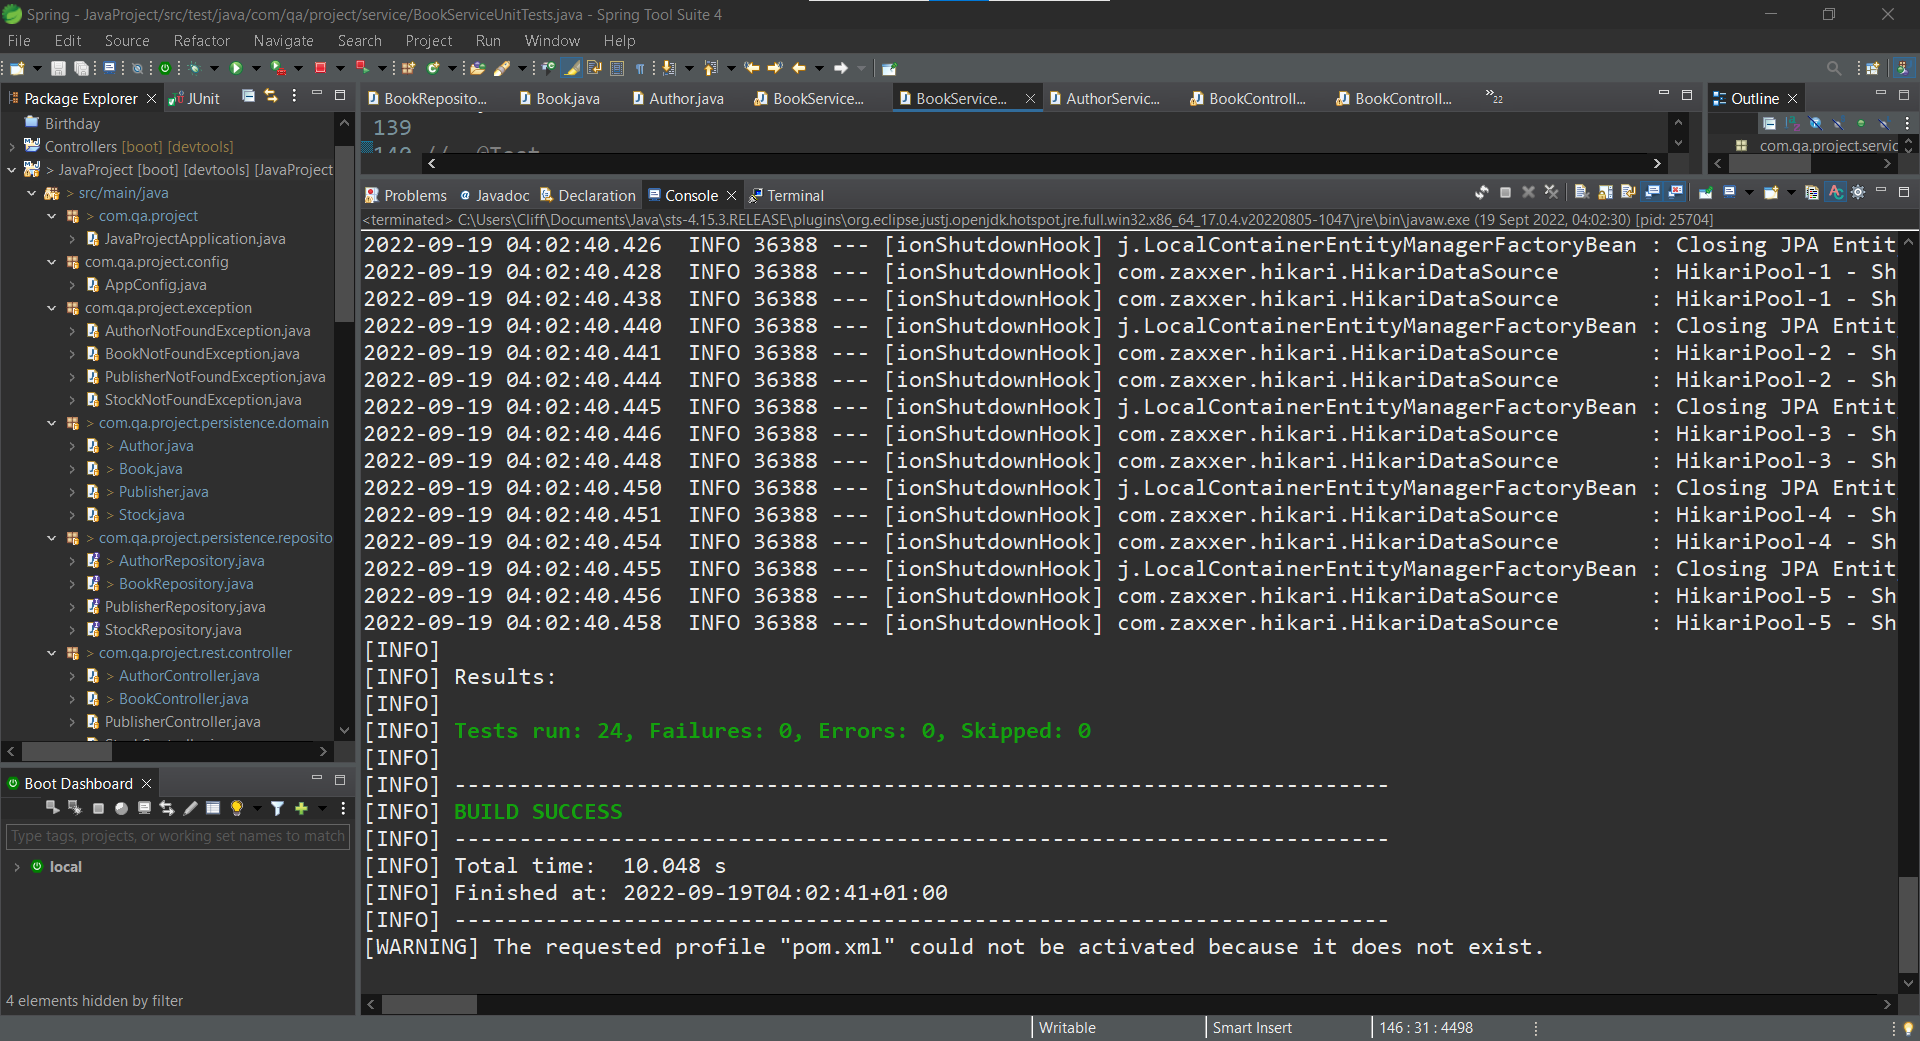 Spring - JavaProject/src/test/java/com/qa/project/service/BookServiceUnitTests.java - Spring Tool Suite 4
File Edit Source Refactor Navigate Search Project Run Window Help
Package Explorer
JUnit
Birthday
Controllers [boot] [devtools]
> JavaProject [boot] [devtools] [JavaProject
> src/main/java
> com.qa.project
JavaProjectApplication.java
com.qa.project.config
AppConfig.java
com.qa.project.exception
AuthorNotFoundException.java
BookNotFoundException.java
PublisherNotFoundException.java
StockNotFoundException.java
> com.qa.project.persistence.domain
> Author.java
> Book.java
> Publisher.java
> Stock.java
> com.qa.project.persistence.reposito
> AuthorRepository.java
> BookRepository.java
PublisherRepository.java
StockRepository.java
> com.qa.project.rest.controller
> AuthorController.java
> BookController.java
PublisherController.java
Boot Dashboard
Type tags, projects, or working set names to match
local
4 elements hidden by filter
BookReposito... Book.java Author.java BookService... BookService... AuthorServic... BookControll... BookControll... »22
139
140 // @Test
Outline
com.qa.project.servic
Problems Javadoc Declaration Console Terminal
<terminated> C:\Users\Cliff\Documents\Java\sts-4.15.3.RELEASE\plugins\org.eclipse.justj.openjdk.hotspot.jre.full.win32.x86_64_17.0.4.v20220805-1047\jre\bin\javaw.exe (19 Sept 2022, 04:02:30) [pid: 25704]
2022-09-19 04:02:40.426 INFO 36388 --- [ionShutdownHook] j.LocalContainerEntityManagerFactoryBean : Closing JPA Entit
2022-09-19 04:02:40.428 INFO 36388 --- [ionShutdownHook] com.zaxxer.hikari.HikariDataSource : HikariPool-1 - Sh
2022-09-19 04:02:40.438 INFO 36388 --- [ionShutdownHook] com.zaxxer.hikari.HikariDataSource : HikariPool-1 - Sh
2022-09-19 04:02:40.440 INFO 36388 --- [ionShutdownHook] j.LocalContainerEntityManagerFactoryBean : Closing JPA Entit
2022-09-19 04:02:40.441 INFO 36388 --- [ionShutdownHook] com.zaxxer.hikari.HikariDataSource : HikariPool-2 - Sh
2022-09-19 04:02:40.444 INFO 36388 --- [ionShutdownHook] com.zaxxer.hikari.HikariDataSource : HikariPool-2 - Sh
2022-09-19 04:02:40.445 INFO 36388 --- [ionShutdownHook] j.LocalContainerEntityManagerFactoryBean : Closing JPA Entit
2022-09-19 04:02:40.446 INFO 36388 --- [ionShutdownHook] com.zaxxer.hikari.HikariDataSource : HikariPool-3 - Sh
2022-09-19 04:02:40.448 INFO 36388 --- [ionShutdownHook] com.zaxxer.hikari.HikariDataSource : HikariPool-3 - Sh
2022-09-19 04:02:40.450 INFO 36388 --- [ionShutdownHook] j.LocalContainerEntityManagerFactoryBean : Closing JPA Entit
2022-09-19 04:02:40.451 INFO 36388 --- [ionShutdownHook] com.zaxxer.hikari.HikariDataSource : HikariPool-4 - Sh
2022-09-19 04:02:40.454 INFO 36388 --- [ionShutdownHook] com.zaxxer.hikari.HikariDataSource : HikariPool-4 - Sh
2022-09-19 04:02:40.455 INFO 36388 --- [ionShutdownHook] j.LocalContainerEntityManagerFactoryBean : Closing JPA Entit
2022-09-19 04:02:40.456 INFO 36388 --- [ionShutdownHook] com.zaxxer.hikari.HikariDataSource : HikariPool-5 - Sh
2022-09-19 04:02:40.458 INFO 36388 --- [ionShutdownHook] com.zaxxer.hikari.HikariDataSource : HikariPool-5 - Sh
[INFO]
[INFO] Results:
[INFO]
[INFO] Tests run: 24, Failures: 0, Errors: 0, Skipped: 0
[INFO]
[INFO] ------------------------------------------------------------------------
[INFO] BUILD SUCCESS
[INFO] ------------------------------------------------------------------------
[INFO] Total time: 10.048 s
[INFO] Finished at: 2022-09-19T04:02:41+01:00
[INFO] ------------------------------------------------------------------------
[WARNING] The requested profile "pom.xml" could not be activated because it does not exist.
Writable Smart Insert 146 : 31 : 4498